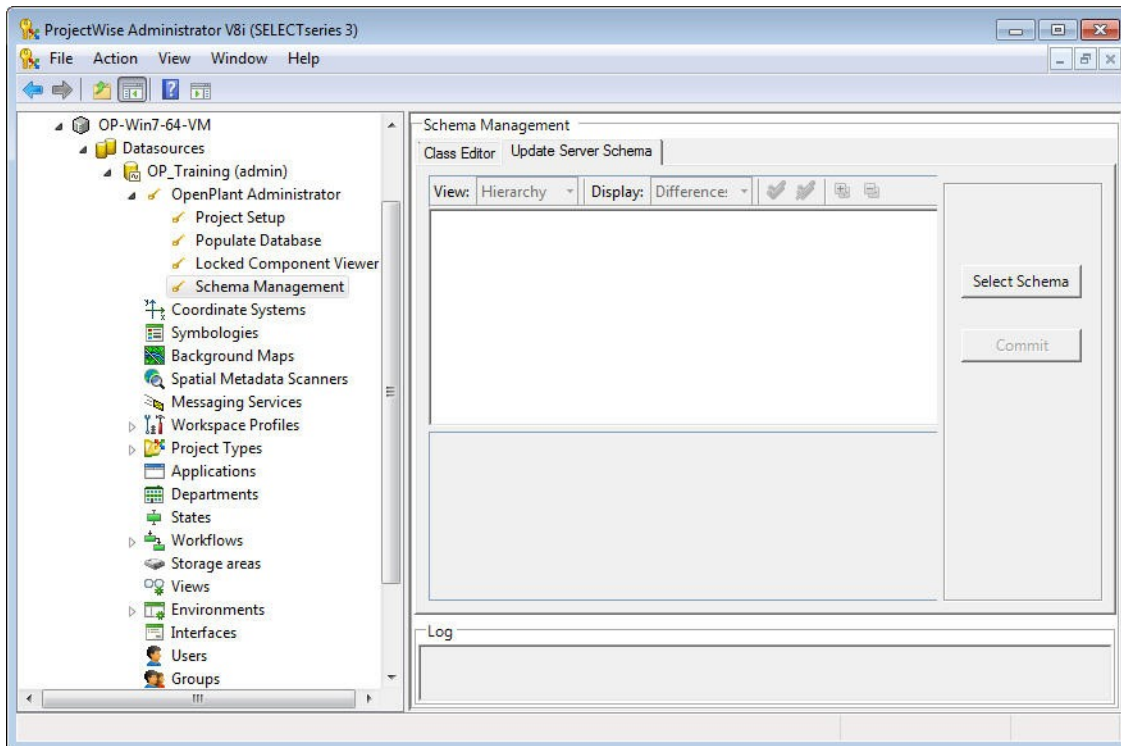 ProjectWise Administrator V8i (SELECTseries 3)
File Action View Window Help
OP-Win7-64-VM
Datasources
OP_Training (admin)
OpenPlant Administrator
Project Setup
Populate Database
Locked Component Viewer
Schema Management
Coordinate Systems
Symbologies
Background Maps
Spatial Metadata Scanners
Messaging Services
Workspace Profiles
Project Types
Applications
Departments
States
Workflows
Storage areas
Views
Environments
Interfaces
Users
Groups
Schema Management
Class Editor Update Server Schema
View: Hierarchy Display: Difference:
Select Schema
Commit
Log